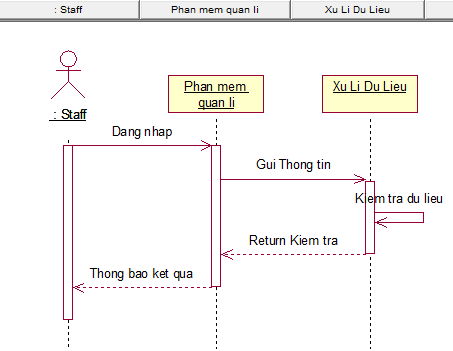 : Staff
Phan mem quan li
Xu Li Du Lieu
: Staff
Phan mem
quan li
Xu Li Du Lieu
Dang nhap
Gui Thong tin
Kiem tra du lieu
Return Kiem tra
Thong bao ket qua